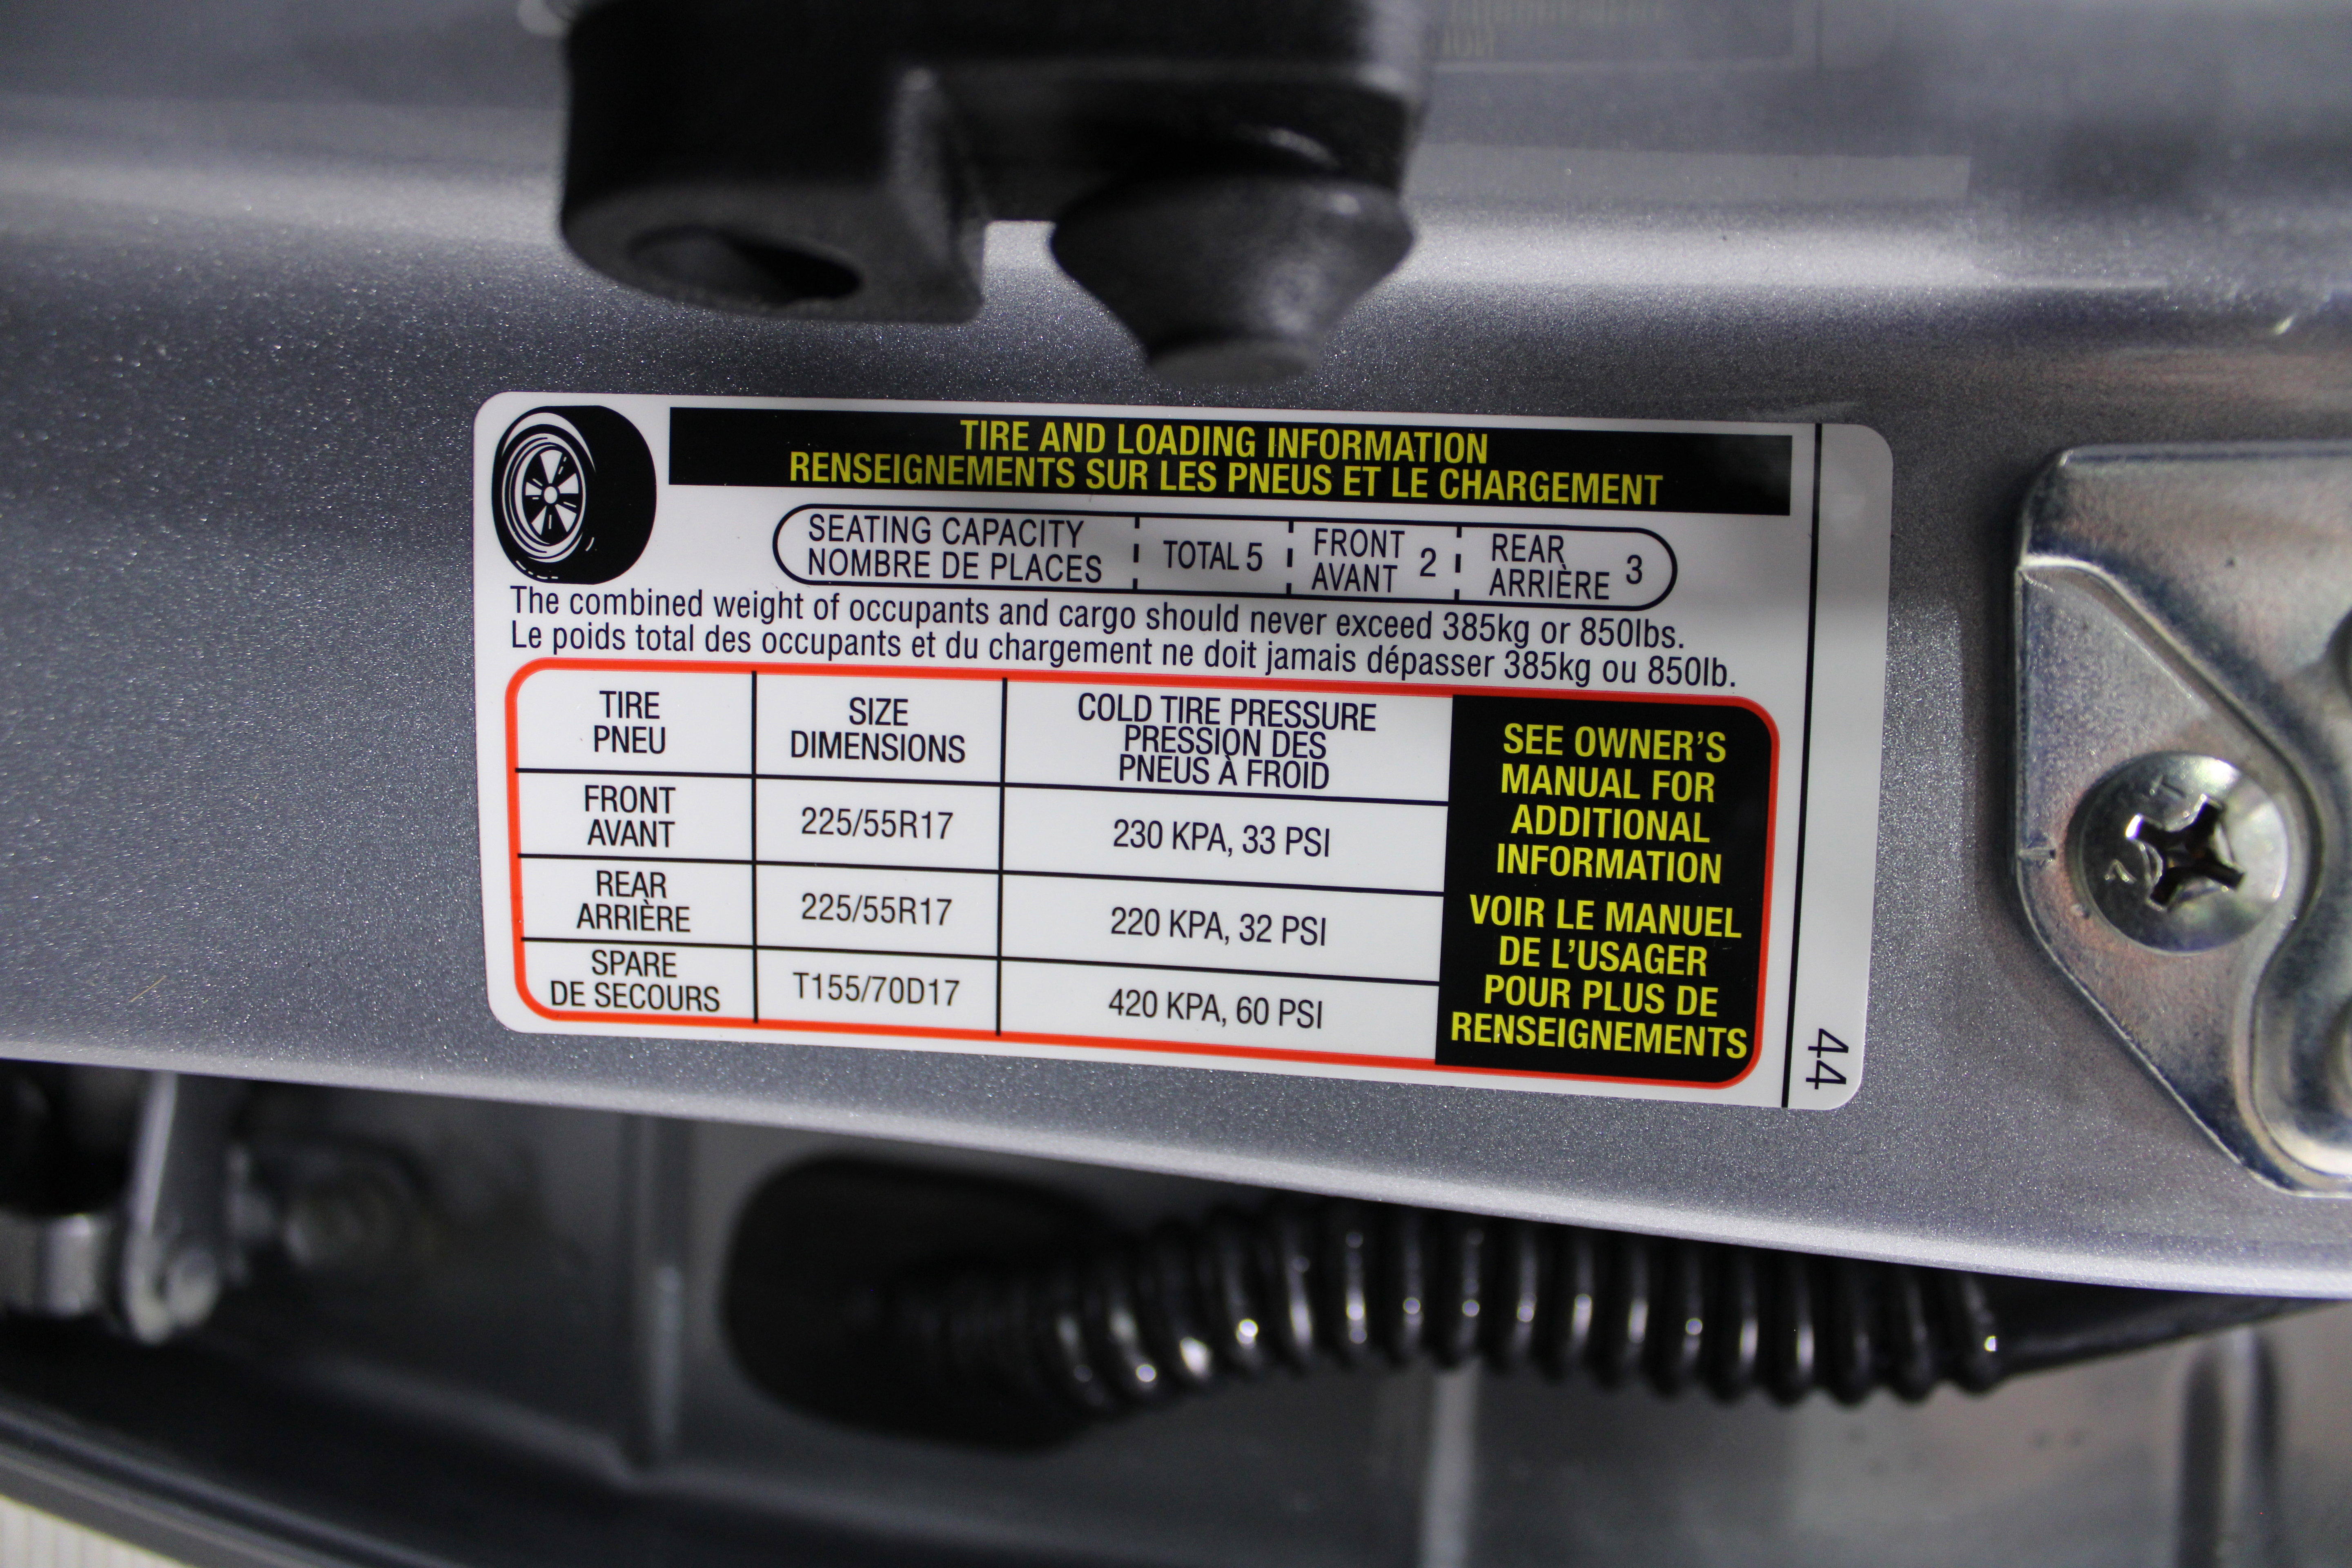 TIRE AND LOADING INFORMATION
RENSEIGNEMENTS SUR LES PNEUS ET LE CHARGEMENT
SEATING CAPACITY
NOMBRE DE PLACES
TOTAL 5
FRONT
AVANT 2
REAR
ARRIÈRE 3
The combined weight of occupants and cargo should never exceed 385kg or 850lbs.
Le poids total des occupants et du chargement ne doit jamais dépasser 385kg ou 850lb.
TIRE
PNEU
SIZE
DIMENSIONS
COLD TIRE PRESSURE
PRESSION DES
PNEUS À FROID
FRONT
AVANT
225/55R17
230 KPA, 33 PSI
REAR
ARRIÈRE
225/55R17
220 KPA, 32 PSI
SPARE
DE SECOURS
T155/70D17
420 KPA, 60 PSI
SEE OWNER'S
MANUAL FOR
ADDITIONAL
INFORMATION
VOIR LE MANUEL
DE L'USAGER
POUR PLUS DE
RENSEIGNEMENTS
44